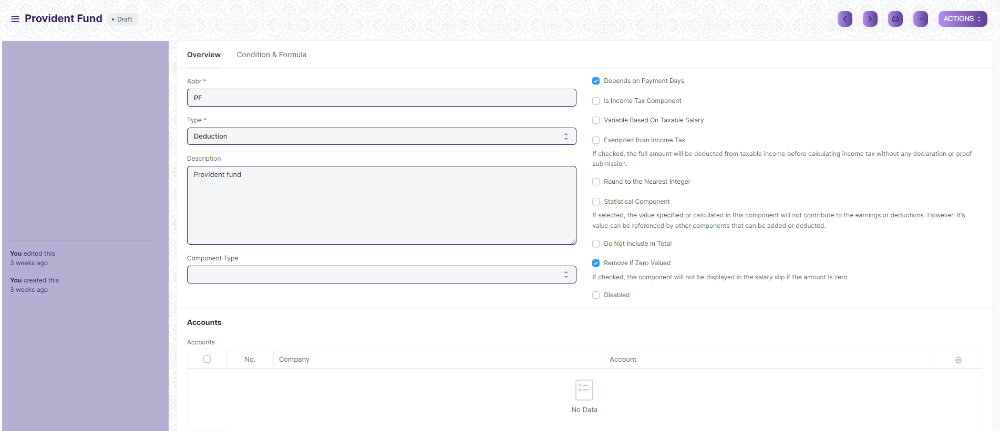 Provident Fund
• Draft
ACTIONS
Overview
Condition & Formula
Abbr *
PF
Type *
Deduction
Description
Provident fund
Component Type
Depends on Payment Days
Is Income Tax Component
Variable Based On Taxable Salary
Exempted from Income Tax
If checked, the full amount will be deducted from taxable income before calculating income tax without any declaration or proof
submission.
Round to the Nearest Integer
Statistical Component
If selected, the value specified or calculated in this component will not contribute to the earnings or deductions. However, it's
value can be referenced by other components that can be added or deducted.
Do Not Include in Total
Remove if Zero Valued
If checked, the component will not be displayed in the salary slip if the amount is zero
Disabled
You edited this
3 weeks ago
You created this
3 weeks ago
Accounts
Accounts
No.
Company
Account
No Data